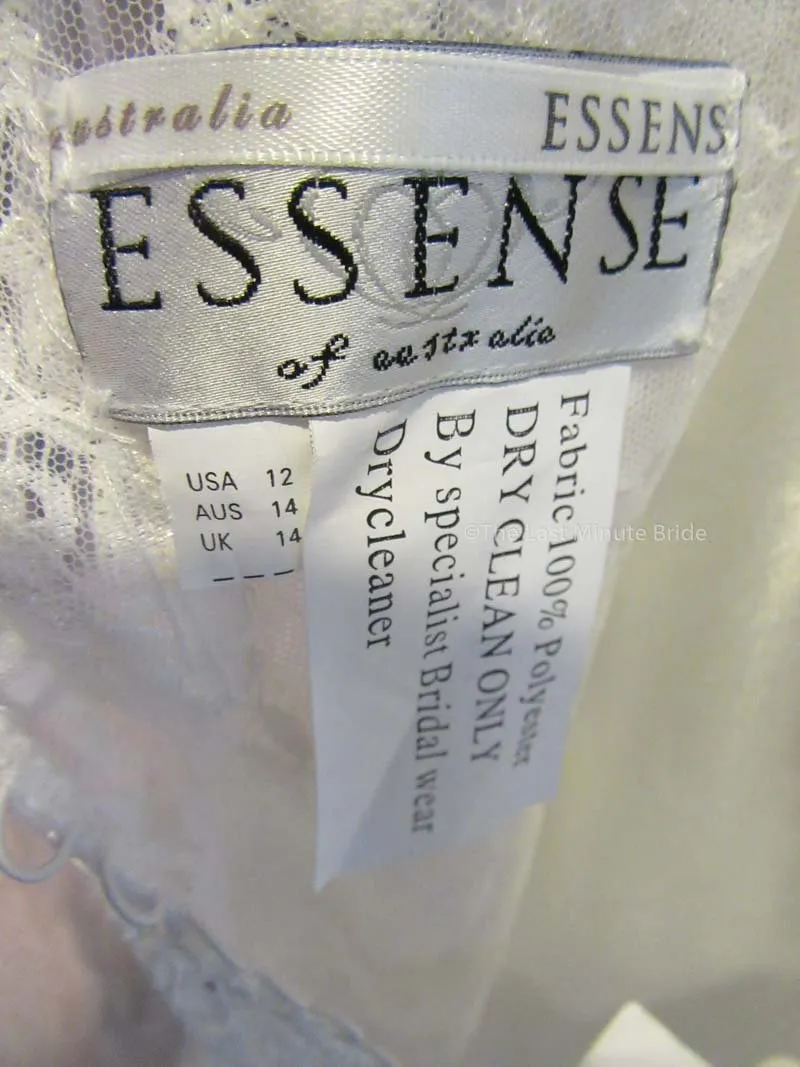 australia ESSENS
ESSENSE
of australia
USA 12
AUS 14
UK 14
Fabric 100% Polyester
DRY CLEAN ONLY
By specialist Bridal wear
Drycleaner
©The Last Minute Bride